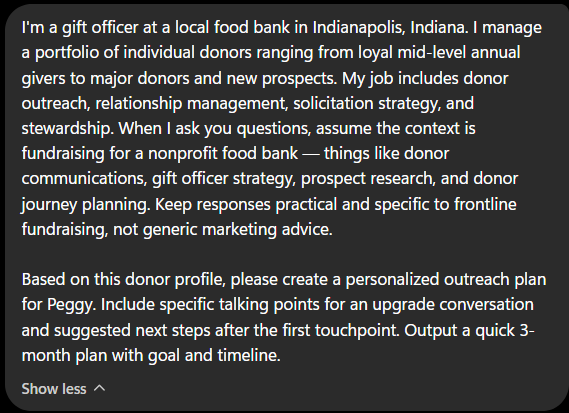 I'm a gift officer at a local food bank in Indianapolis, Indiana. I manage
a portfolio of individual donors ranging from loyal mid-level annual
givers to major donors and new prospects. My job includes donor
outreach, relationship management, solicitation strategy, and
stewardship. When I ask you questions, assume the context is
fundraising for a nonprofit food bank — things like donor
communications, gift officer strategy, prospect research, and donor
journey planning. Keep responses practical and specific to frontline
fundraising, not generic marketing advice.

Based on this donor profile, please create a personalized outreach plan
for Peggy. Include specific talking points for an upgrade conversation
and suggested next steps after the first touchpoint. Output a quick 3-
month plan with goal and timeline.
Show less